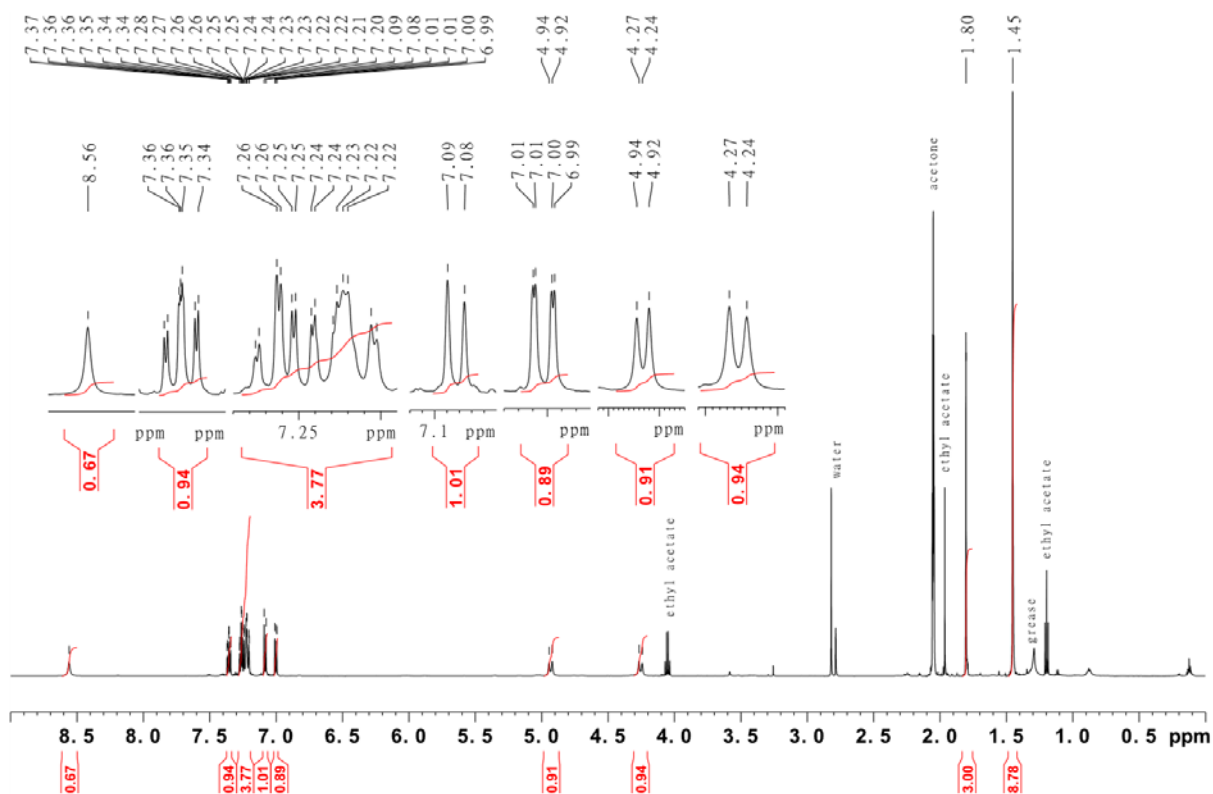 7.37 7.36 7.36 7.35 7.34 7.34 7.28 7.27 7.26 7.26 7.25 7.25 7.24 7.24 7.23 7.23 7.22 7.22 7.21 7.20 7.09 7.08 7.01 7.01 7.00 6.99 4.94 4.92 4.27 4.24 1.80 1.45
8.56 7.36 7.36 7.35 7.34 7.26 7.26 7.25 7.25 7.24 7.24 7.23 7.22 7.22 7.09 7.08 7.01 7.01 7.00 6.99 4.94 4.92 4.27 4.24
acetone
ethyl acetate
water
ppm ppm 7.25 ppm 7.1 ppm ppm ppm ppm
0.67 0.94 3.77 1.01 0.89 0.91 0.94
ethyl acetate
grease
ethyl acetate
8.5 8.0 7.5 7.0 6.5 6.0 5.5 5.0 4.5 4.0 3.5 3.0 2.5 2.0 1.5 1.0 0.5 ppm
0.67 0.94 3.77 1.01 0.89 0.91 0.94 3.00 8.78